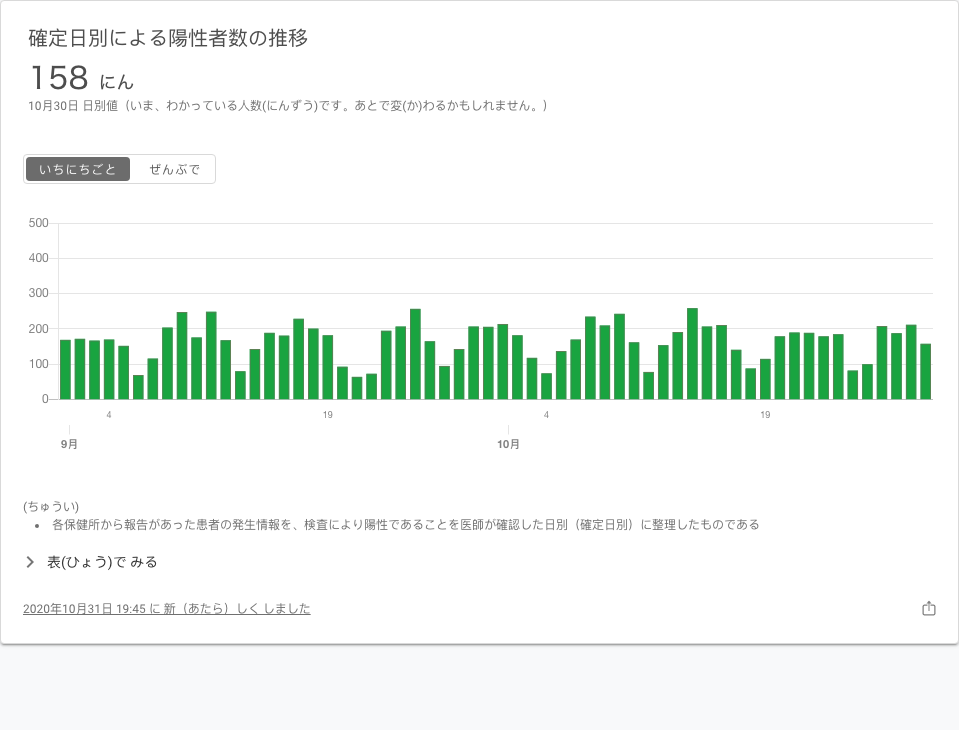 確定日別による陽性者数の推移
158 にん
10月30日 日別値（いま、わかっている人数(にんずう)です。あとで変(か)わるかもしれません。）
いちにちごと ぜんぶで
500
400
300
200
100
0
4 19 4 19
9月 10月
(ちゅうい)
• 各保健所から報告があった患者の発生情報を、検査により陽性であることを医師が確認した日別（確定日別）に整理したものである
表(ひょう)で みる
2020年10月31日 19:45 に 新（あたら）しく しました